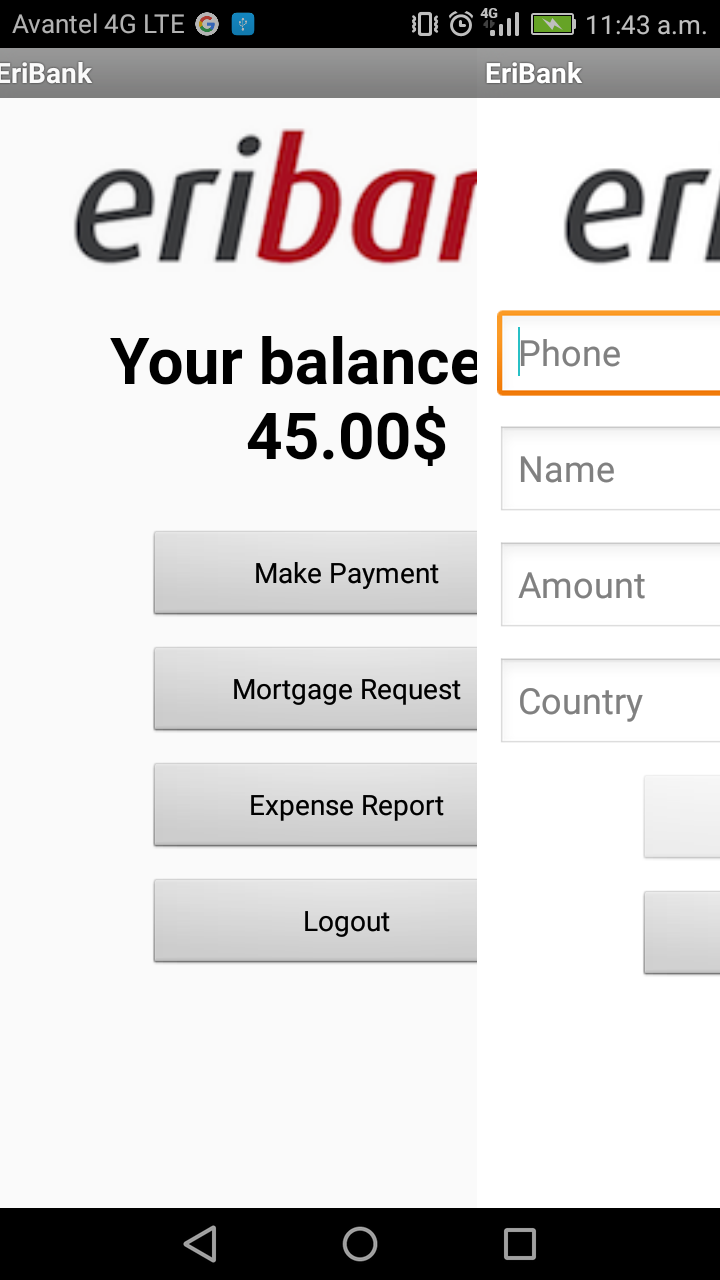 Avantel 4G LTE 4G 11:43 a.m.
EriBank
eriban
Your balance
45.00$
Make Payment
Mortgage Request
Expense Report
Logout
EriBank
eri
Phone
Name
Amount
Country